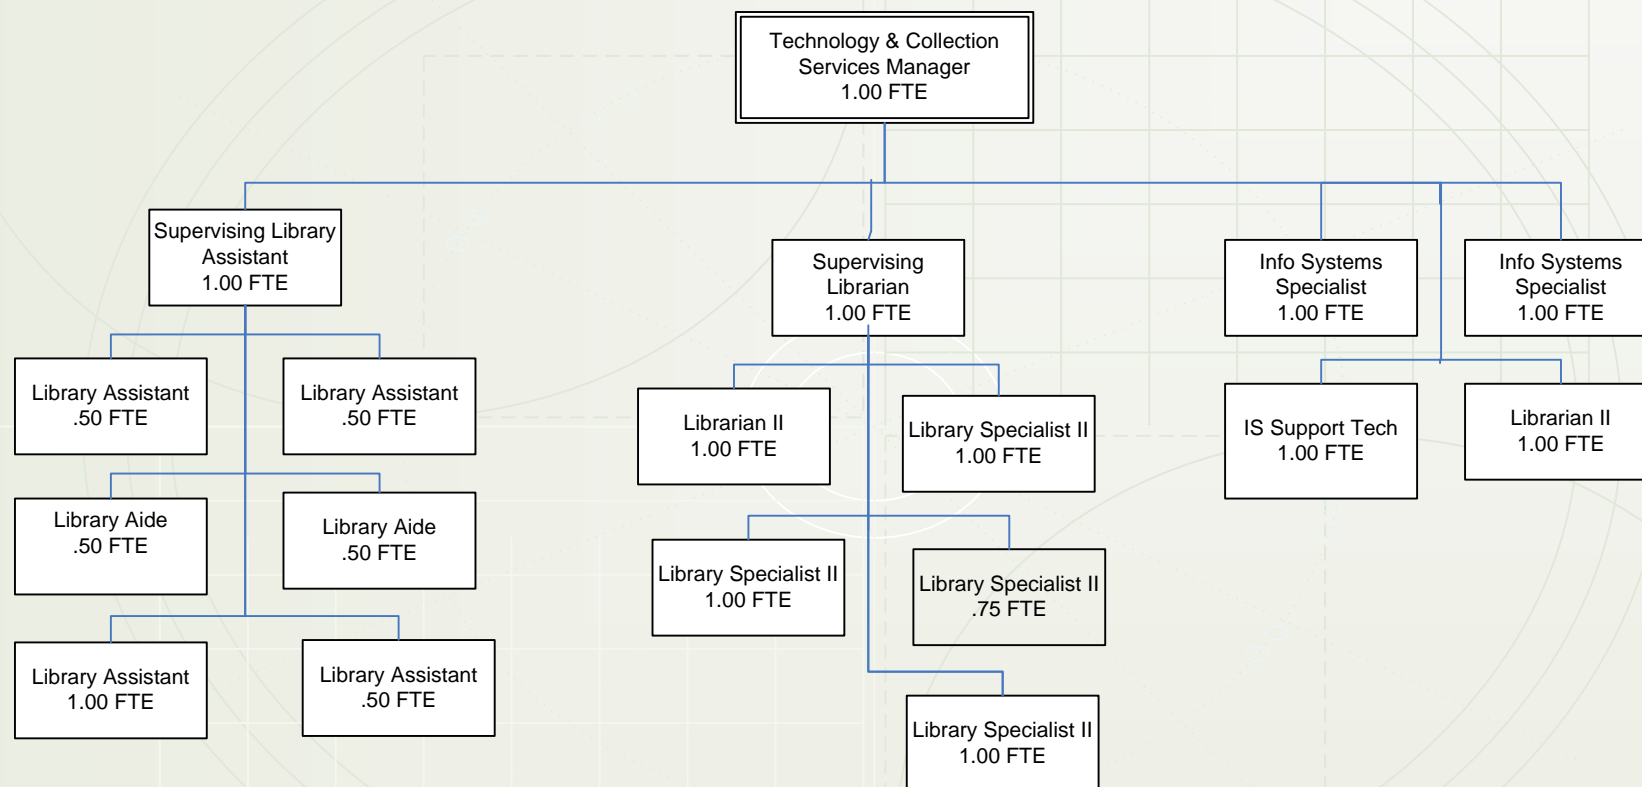 Technology & Collection
Services Manager
1.00 FTE
Supervising Library
Assistant
1.00 FTE
Supervising
Librarian
1.00 FTE
Info Systems
Specialist
1.00 FTE
Info Systems
Specialist
1.00 FTE
Library Assistant
.50 FTE
Library Assistant
.50 FTE
Librarian II
1.00 FTE
Library Specialist II
1.00 FTE
IS Support Tech
1.00 FTE
Librarian II
1.00 FTE
Library Aide
.50 FTE
Library Aide
.50 FTE
Library Specialist II
1.00 FTE
Library Specialist II
.75 FTE
Library Assistant
1.00 FTE
Library Assistant
.50 FTE
Library Specialist II
1.00 FTE